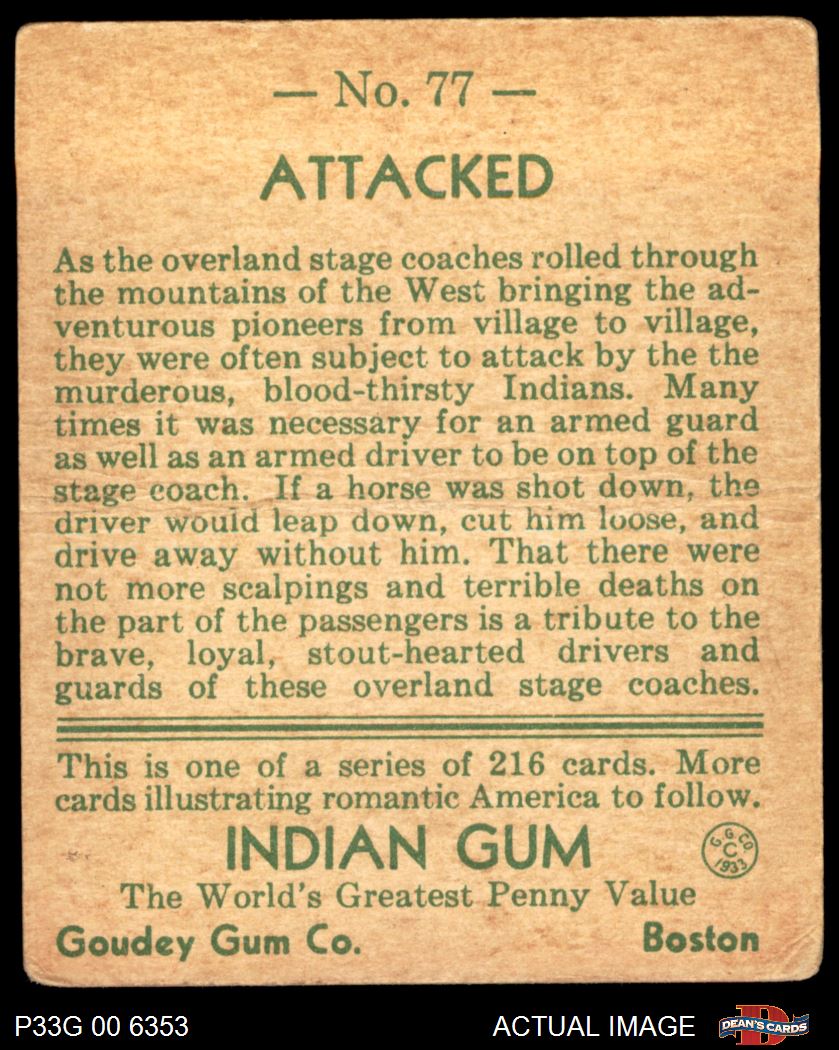 — No. 77 —
ATTACKED
As the overland stage coaches rolled through
the mountains of the West bringing the ad-
venturous pioneers from village to village,
they were often subject to attack by the the
murderous, blood-thirsty Indians. Many
times it was necessary for an armed guard
as well as an armed driver to be on top of the
stage coach. If a horse was shot down, the
driver would leap down, cut him loose, and
drive away without him. That there were
not more scalpings and terrible deaths on
the part of the passengers is a tribute to the
brave, loyal, stout-hearted drivers and
guards of these overland stage coaches.
This is one of a series of 216 cards. More
cards illustrating romantic America to follow.
INDIAN GUM
G. G. CO.
C
1933
The World's Greatest Penny Value
Goudey Gum Co. Boston
P33G 00 6353 ACTUAL IMAGE
D
DEAN'S CARDS